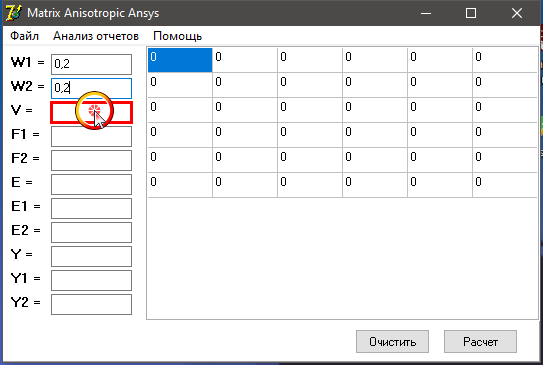 Matrix Anisotropic Ansys
Файл Анализ отчетов Помощь
W1 = 0,2
W2 = 0,2
V =
F1 =
F2 =
E =
E1 =
E2 =
Y =
Y1 =
Y2 =
0 0 0 0 0 0
0 0 0 0 0 0
0 0 0 0 0 0
0 0 0 0 0 0
0 0 0 0 0 0
0 0 0 0 0 0
Очистить Расчет